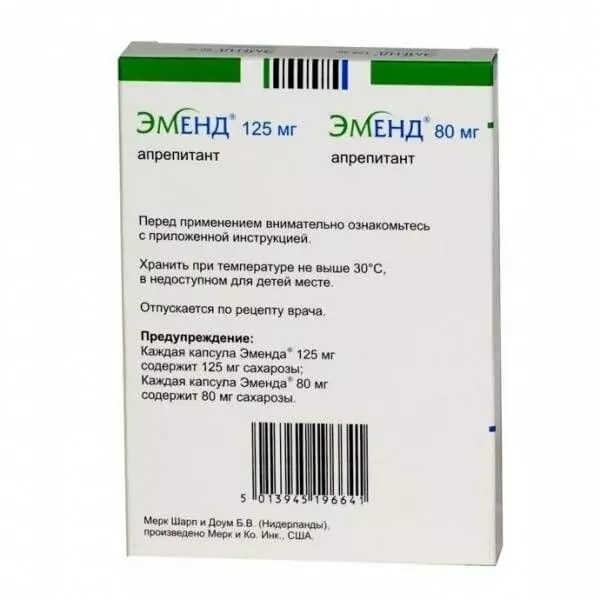 ЭМЕНД® 125 мг ЭМЕНД® 80 мг
апрепитант апрепитант
Перед применением внимательно ознакомьтесь
с приложенной инструкцией.
Хранить при температуре не выше 30°С,
в недоступном для детей месте.
Отпускается по рецепту врача.
Предупреждение:
Каждая капсула Эменда® 125 мг
содержит 125 мг сахарозы;
Каждая капсула Эменда® 80 мг
содержит 80 мг сахарозы.
5 013945 196641
Мерк Шарп и Доум Б.В. (Нидерланды),
произведено Мерк и Ко. Инк., США.